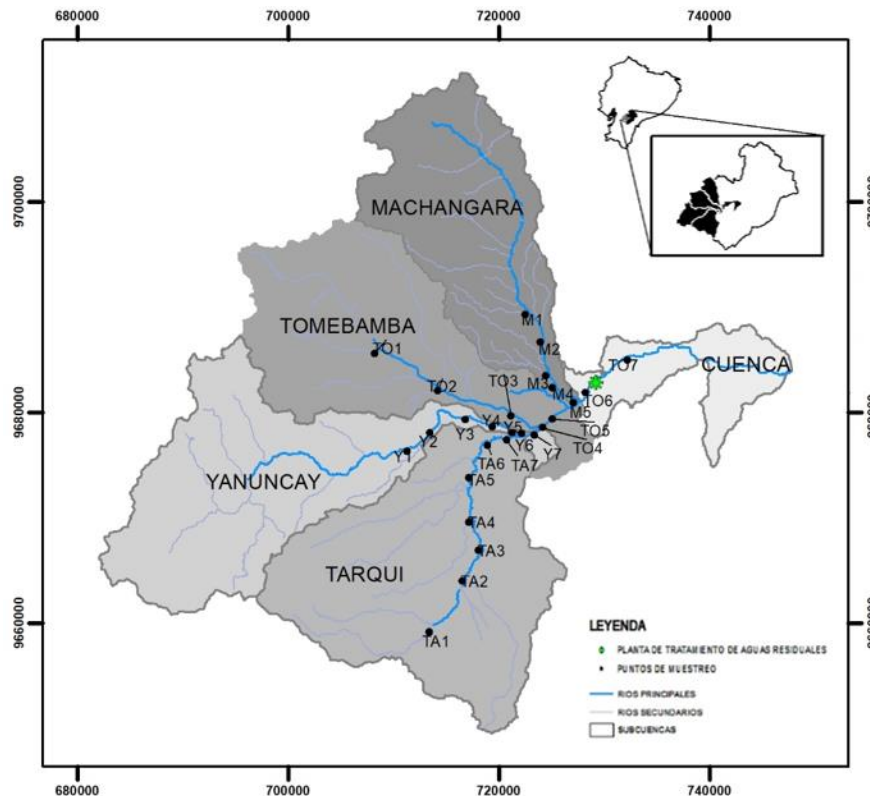 680000
700000
720000
740000
9700000
9700000
MACHANGARA
TOMEBAMBA
M1
M2
TO1
TO7
CUENCA
TO2
TO3
M3
M4
TO6
M5
Y4
Y3
Y5
TO5
Y2
Y6
Y7
TO4
Y1
TA6
TA7
YANUNCAY
TA5
9680000
9680000
TA4
TA3
TARQUI
TA2
TA1
9660000
9660000
LEYENDA
PLANTA DE TRATAMIENTO DE AGUAS RESIDUALES
PUNTOS DE MUESTREO
RIOS PRINCIPALES
RIOS SECUNDARIOS
SUBCUENCAS
680000
700000
720000
740000